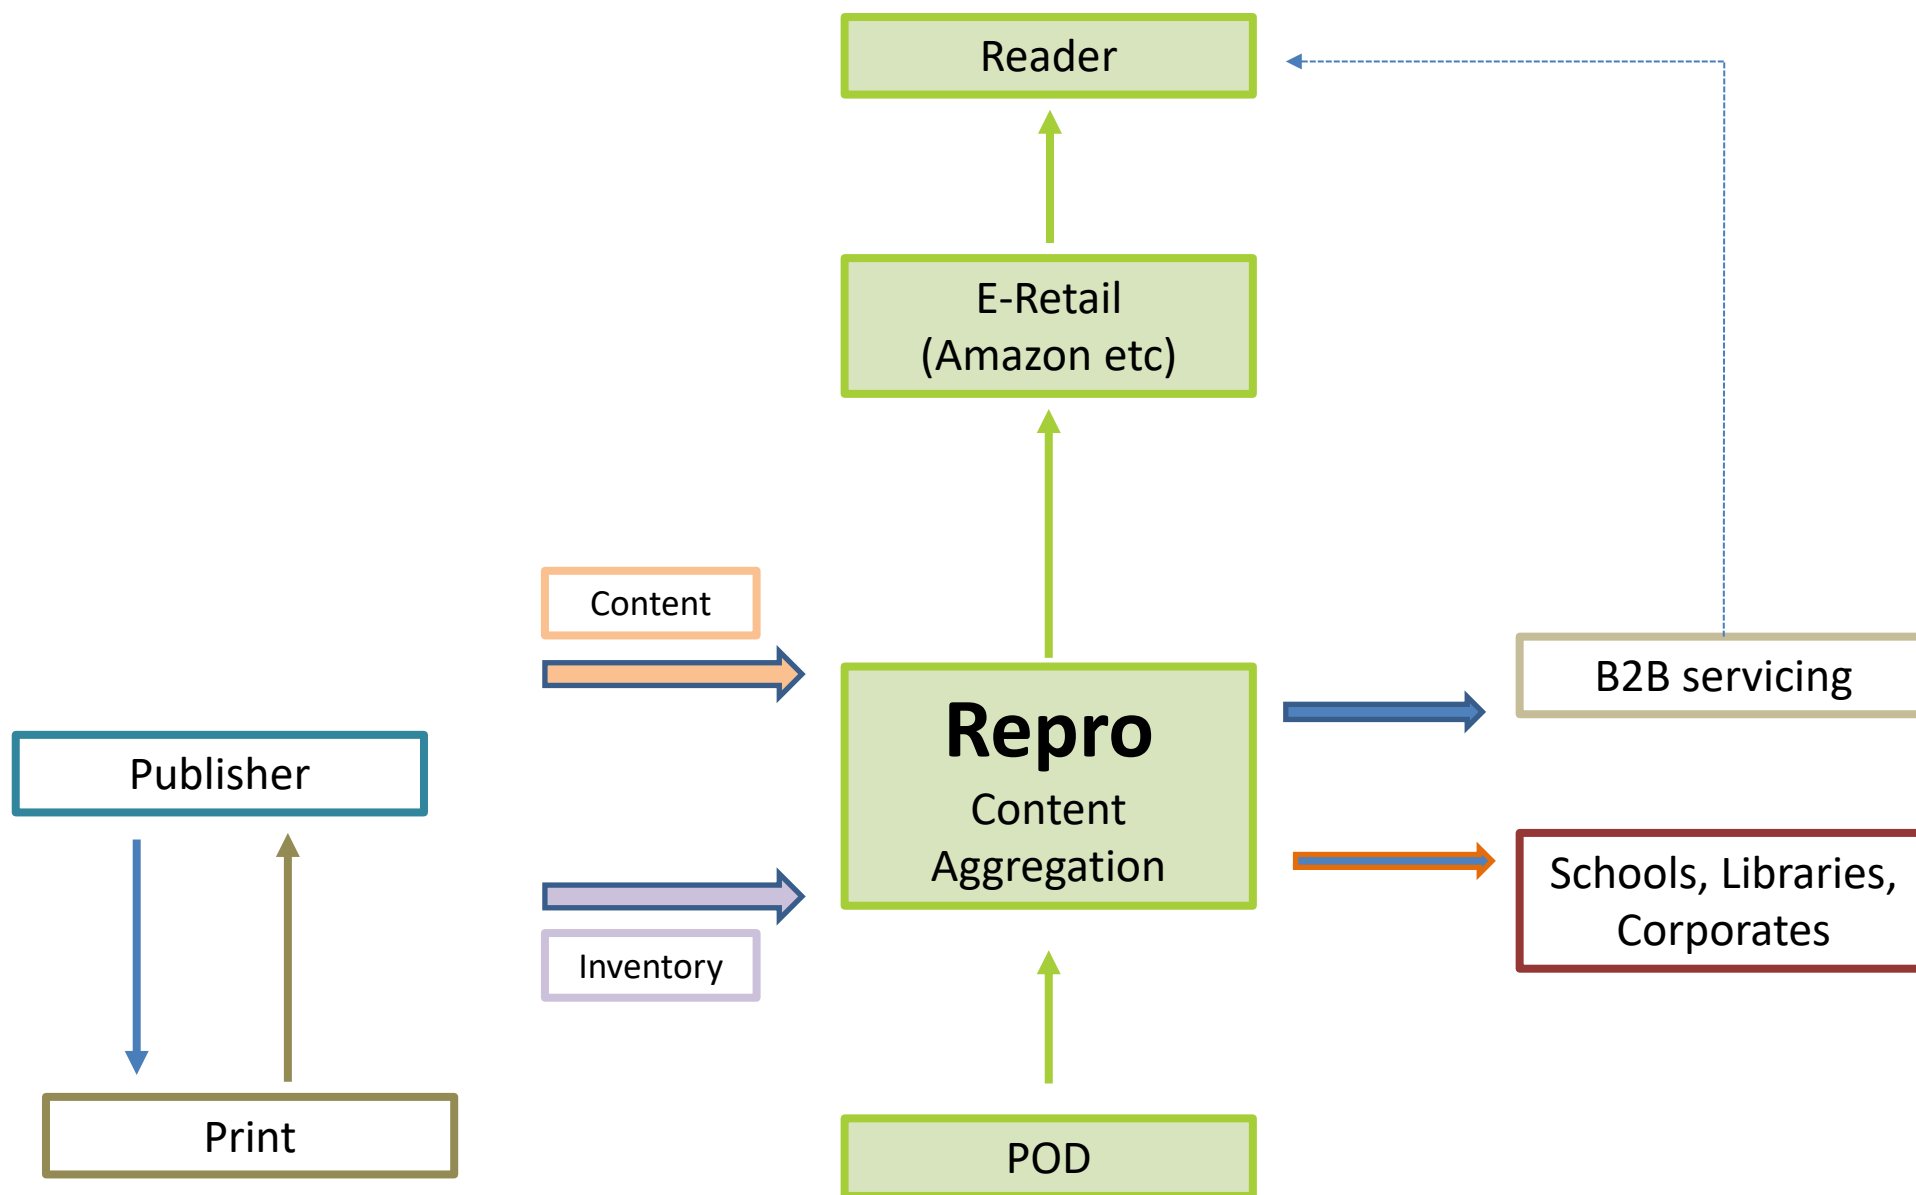 Reader
E-Retail
(Amazon etc)
Content
Repro
Content
Aggregation
B2B servicing
Publisher
Schools, Libraries,
Corporates
Inventory
Print
POD